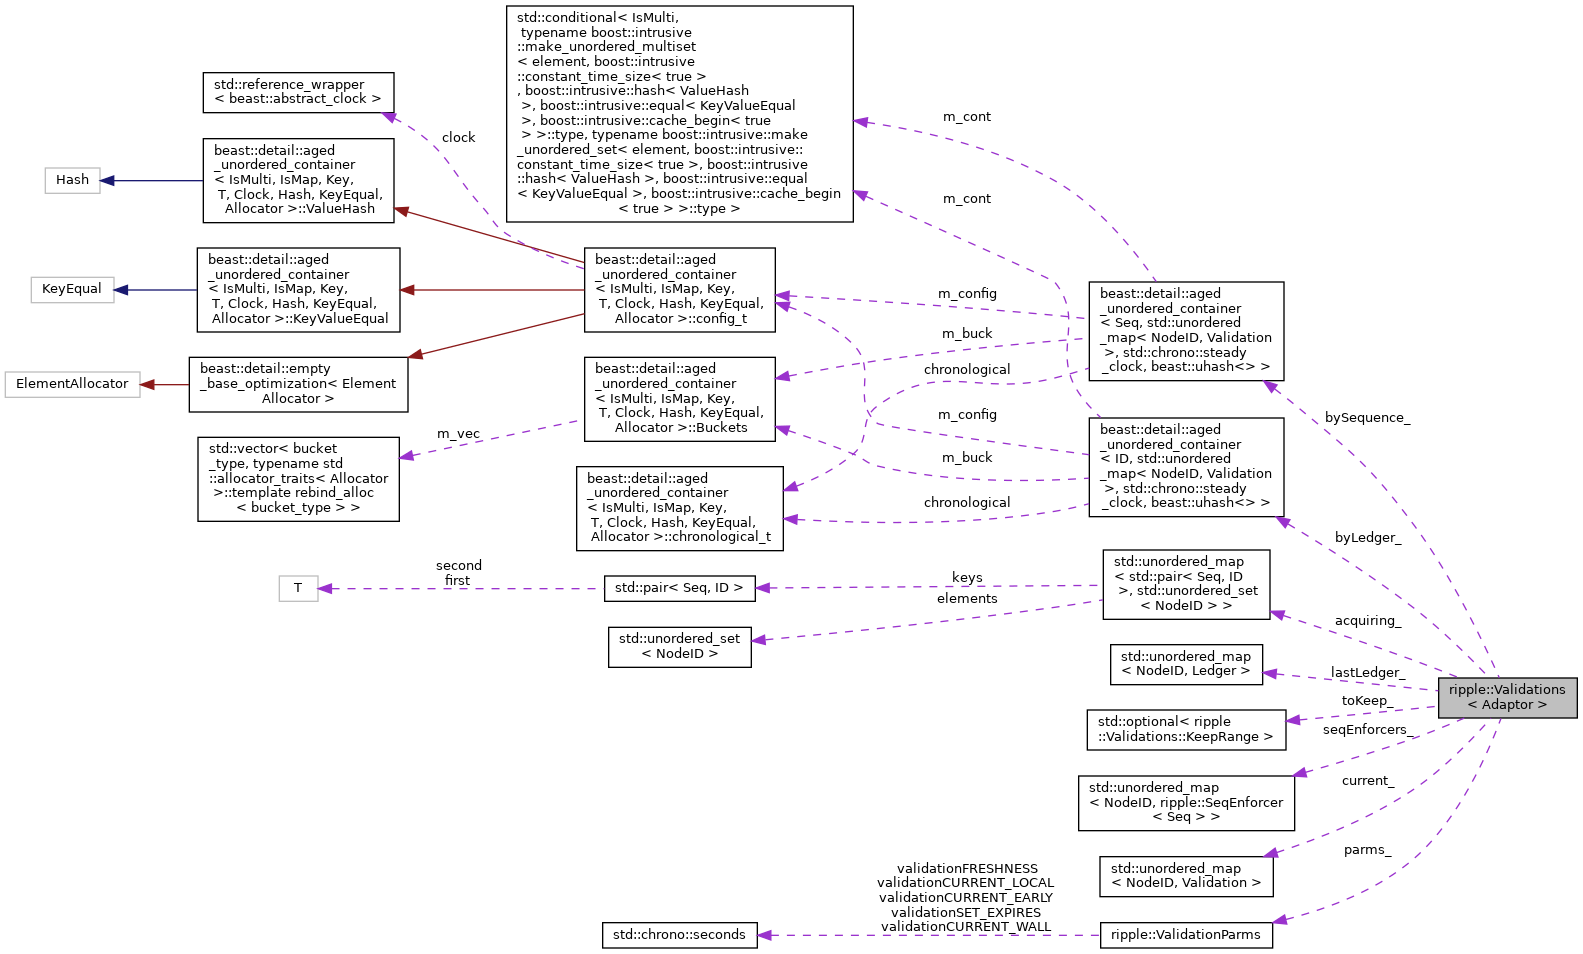 std::conditional< IsMulti,
typename boost::intrusive
::make_unordered_multiset
< element, boost::intrusive
::constant_time_size< true >
, boost::intrusive::hash< ValueHash
>, boost::intrusive::equal< KeyValueEqual
>, boost::intrusive::cache_begin< true
> >::type, typename boost::intrusive::make
_unordered_set< element, boost::intrusive::
constant_time_size< true >, boost::intrusive
::hash< ValueHash >, boost::intrusive::equal
< KeyValueEqual >, boost::intrusive::cache_begin
< true > >::type >
std::reference_wrapper
< beast::abstract_clock >
clock
m_cont
m_cont
Hash
beast::detail::aged
_unordered_container
< IsMulti, IsMap, Key,
T, Clock, Hash, KeyEqual,
Allocator >::ValueHash
KeyEqual
beast::detail::aged
_unordered_container
< IsMulti, IsMap, Key,
T, Clock, Hash, KeyEqual,
Allocator >::KeyValueEqual
beast::detail::aged
_unordered_container
< IsMulti, IsMap, Key,
T, Clock, Hash, KeyEqual,
Allocator >::config_t
m_config
m_buck
chronological
beast::detail::aged
_unordered_container
< Seq, std::unordered
_map< NodeID, Validation
>, std::chrono::steady
_clock, beast::uhash<> >
bySequence_
ElementAllocator
beast::detail::empty
_base_optimization< Element
Allocator >
beast::detail::aged
_unordered_container
< IsMulti, IsMap, Key,
T, Clock, Hash, KeyEqual,
Allocator >::Buckets
m_config
m_buck
chronological
beast::detail::aged
_unordered_container
< ID, std::unordered
_map< NodeID, Validation
>, std::chrono::steady
_clock, beast::uhash<> >
byLedger_
std::vector< bucket
_type, typename std
::allocator_traits< Allocator
>::template rebind_alloc
< bucket_type > >
m_vec
beast::detail::aged
_unordered_container
< IsMulti, IsMap, Key,
T, Clock, Hash, KeyEqual,
Allocator >::chronological_t
T
second
first
std::pair< Seq, ID >
keys
elements
std::unordered_map
< std::pair< Seq, ID
>, std::unordered_set
< NodeID > >
acquiring_
std::unordered_set
< NodeID >
std::unordered_map
< NodeID, Ledger >
lastLedger_
ripple::Validations
< Adaptor >
toKeep_
std::optional< ripple
::Validations::KeepRange >
seqEnforcers_
std::unordered_map
< NodeID, ripple::SeqEnforcer
< Seq > >
current_
std::unordered_map
< NodeID, Validation >
parms_
validationFRESHNESS
validationCURRENT_LOCAL
validationCURRENT_EARLY
validationSET_EXPIRES
validationCURRENT_WALL
std::chrono::seconds
ripple::ValidationParms